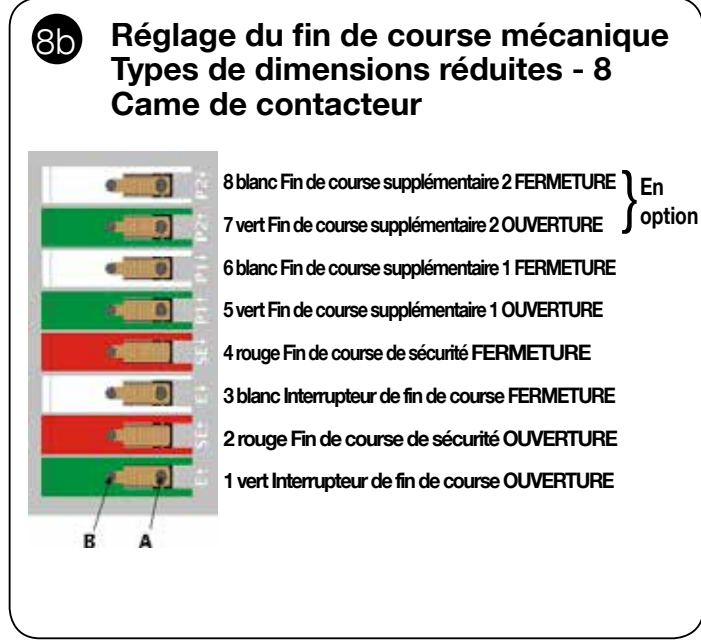 8b
Réglage du fin de course mécanique
Types de dimensions réduites - 8
Came de contacteur
8 blanc Fin de course supplémentaire 2 FERMETURE
7 vert Fin de course supplémentaire 2 OUVERTURE
En
option
6 blanc Fin de course supplémentaire 1 FERMETURE
5 vert Fin de course supplémentaire 1 OUVERTURE
4 rouge Fin de course de sécurité FERMETURE
3 blanc Interrupteur de fin de course FERMETURE
2 rouge Fin de course de sécurité OUVERTURE
1 vert Interrupteur de fin de course OUVERTURE
B A